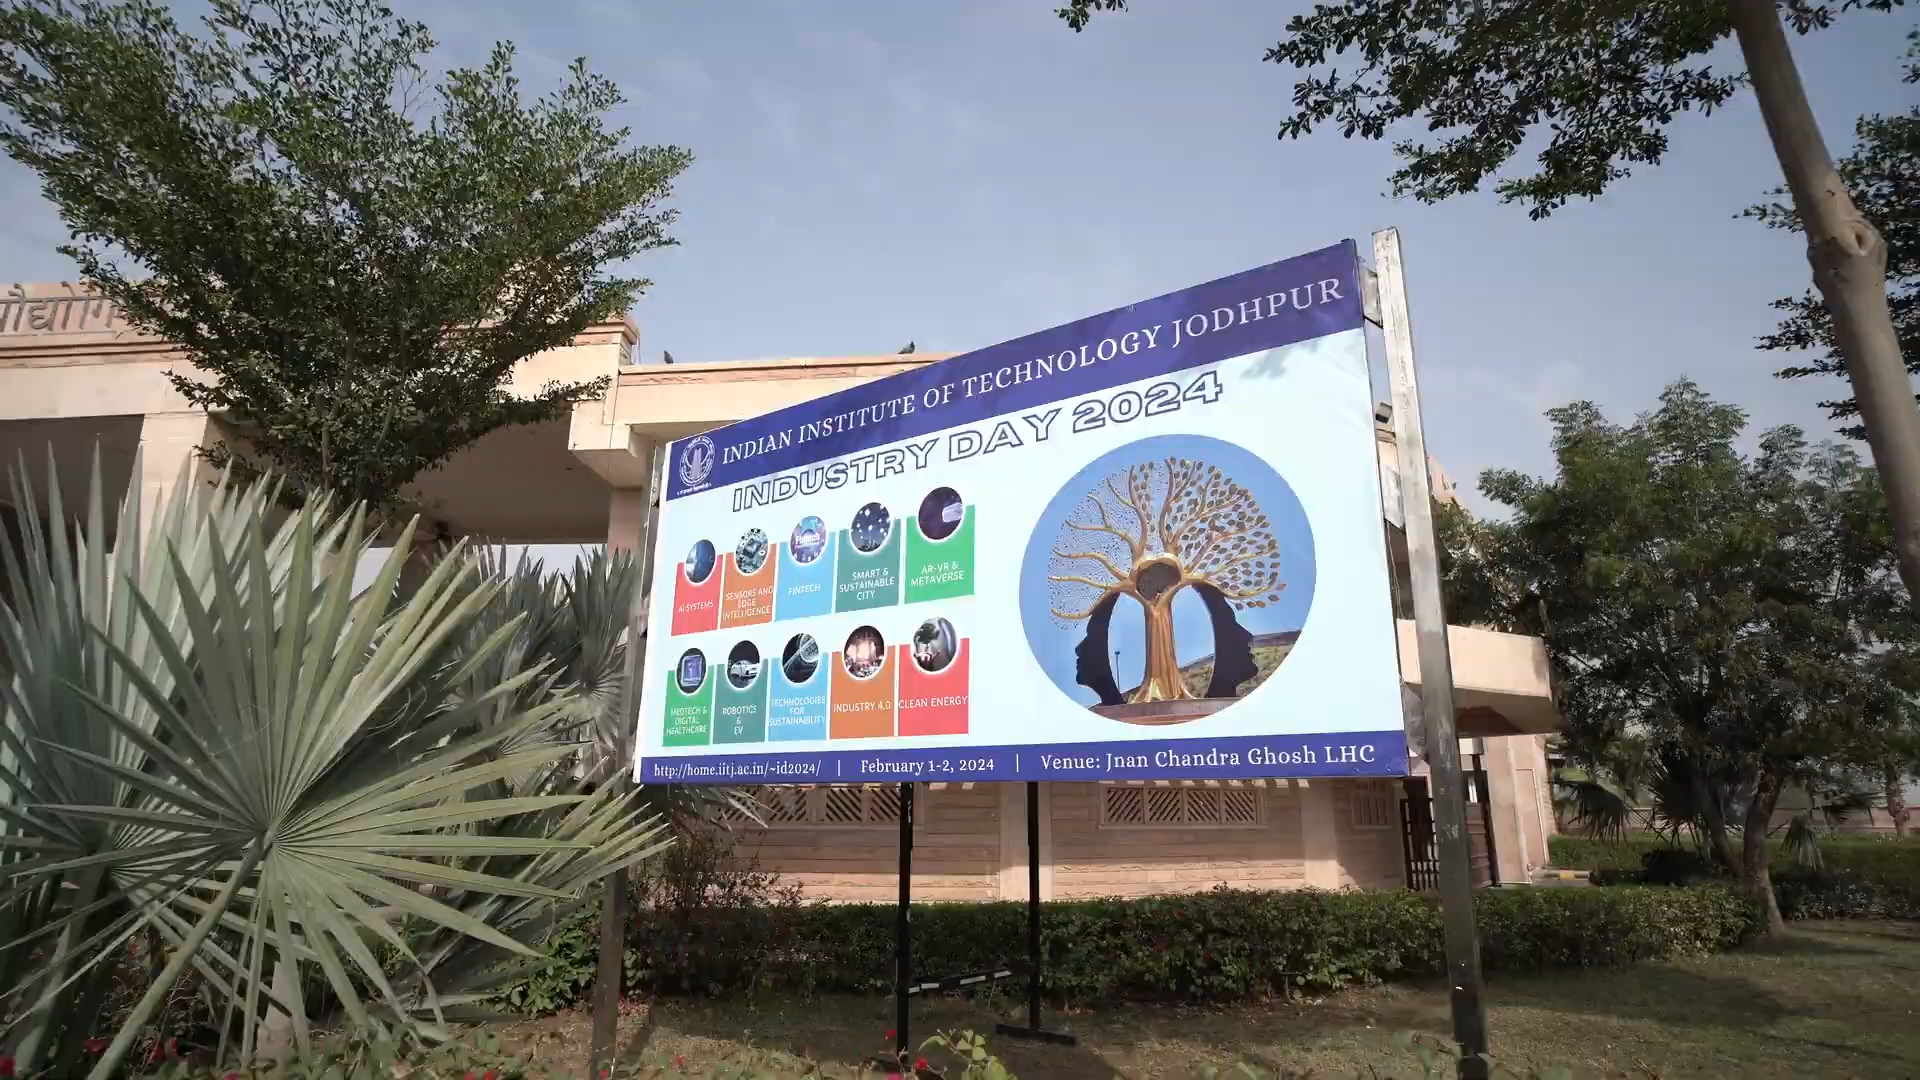 प्रौद्योगि
INDIAN INSTITUTE OF TECHNOLOGY JODHPUR
INDUSTRY DAY 2024
AI SYSTEMS
SENSORS AND
EDGE
INTELLIGENCE
FINTECH
SMART &
SUSTAINABLE
CITY
AR-VR &
METAVERSE
MEDTECH &
DIGITAL
HEALTHCARE
ROBOTICS
&
EV
TECHNOLOGIES
FOR
SUSTAINABILITY
INDUSTRY 4.0
CLEAN ENERGY
http://home.iitj.ac.in/~id2024/ | February 1-2, 2024 | Venue: Jnan Chandra Ghosh LHC